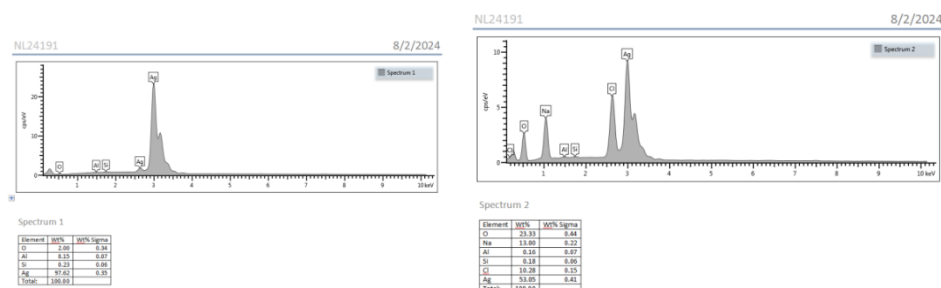 NL24191
8/2/2024
Spectrum 1
Ag
O Al Si Ag
cps/eV
20
10
0
1 2 3 4 5 6 7 8 9 10 keV
Spectrum 1
Element Wt% Wt% Sigma
O 2.00 0.34
Al 0.15 0.07
Si 0.23 0.06
Ag 97.62 0.35
Total: 100.00
NL24191
8/2/2024
Spectrum 2
Ag
Na
O
Al Si
cps/eV
10
5
0
1 2 3 4 5 6 7 8 9 10 keV
Spectrum 2
Element Wt% Wt% Sigma
O 23.33 0.44
Na 13.00 0.22
Al 0.16 0.07
Si 0.18 0.06
Cl 10.28 0.15
Ag 53.05 0.41
Total: 100.00